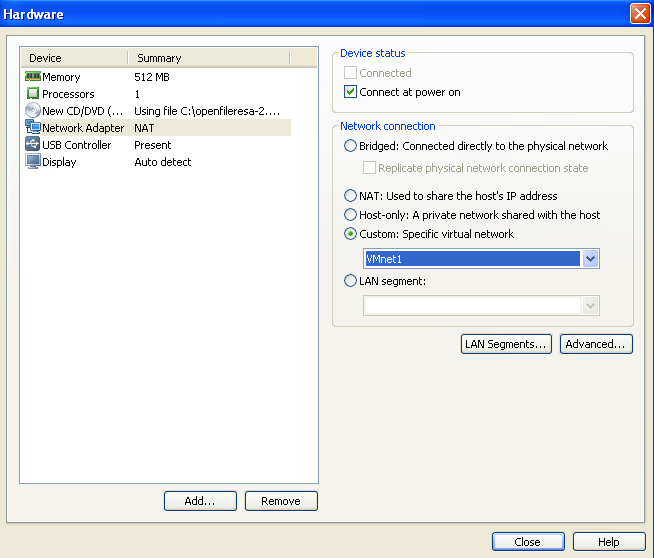 Hardware
Device Summary
Memory 512 MB
Processors 1
New CD/DVD (... Using file C:\openfileresa-2....
Network Adapter NAT
USB Controller Present
Display Auto detect
Add... Remove
Device status
Connected
Connect at power on
Network connection
Bridged: Connected directly to the physical network
Replicate physical network connection state
NAT: Used to share the host's IP address
Host-only: A private network shared with the host
Custom: Specific virtual network
VMnet1
LAN segment:
LAN Segments... Advanced...
Close Help